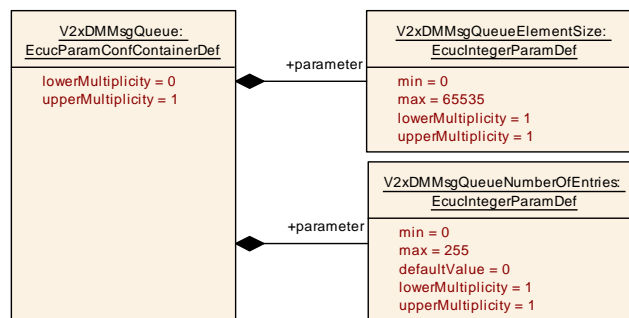 V2xDMMsgQueue:
EcucParamConfContainerDef
lowerMultiplicity = 0
upperMultiplicity = 1
+parameter
V2xDMMsgQueueElementSize:
EcucIntegerParamDef
min = 0
max = 65535
lowerMultiplicity = 1
upperMultiplicity = 1
+parameter
V2xDMMsgQueueNumberOfEntries:
EcucIntegerParamDef
min = 0
max = 255
defaultValue = 0
lowerMultiplicity = 1
upperMultiplicity = 1